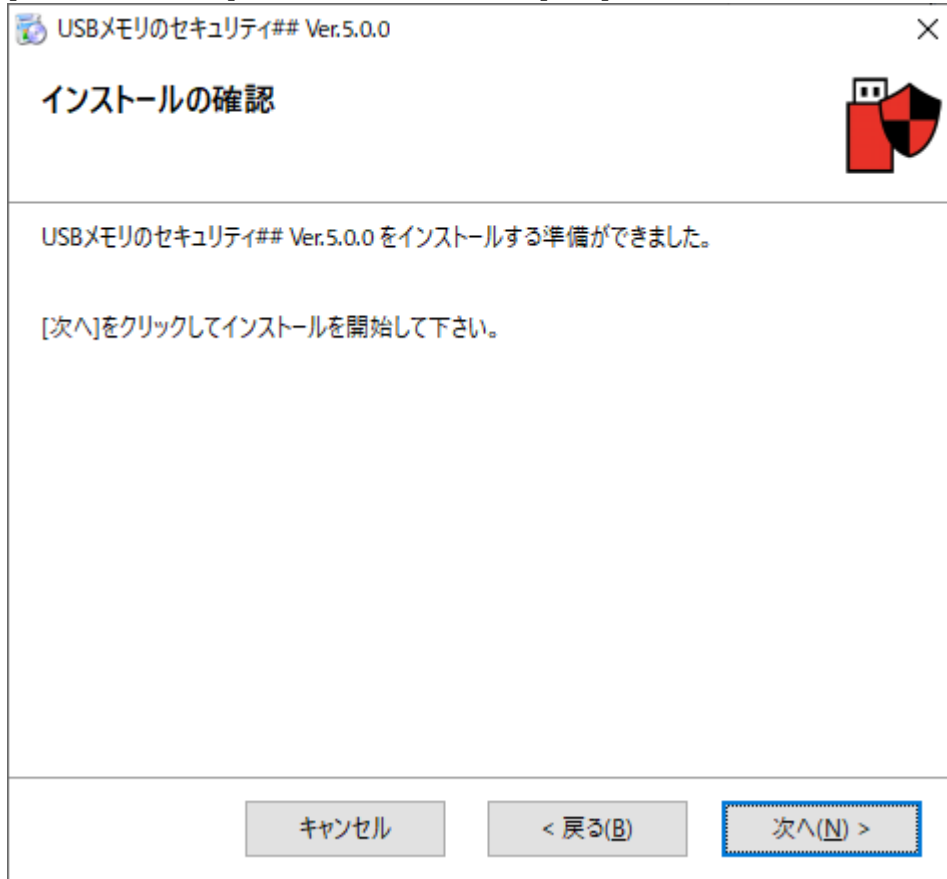 USBメモリのセキュリティ## Ver.5.0.0
インストールの確認
USBメモリのセキュリティ## Ver.5.0.0 をインストールする準備ができました。
[次へ]をクリックしてインストールを開始して下さい。
キャンセル
< 戻る(B)
次へ(N) >